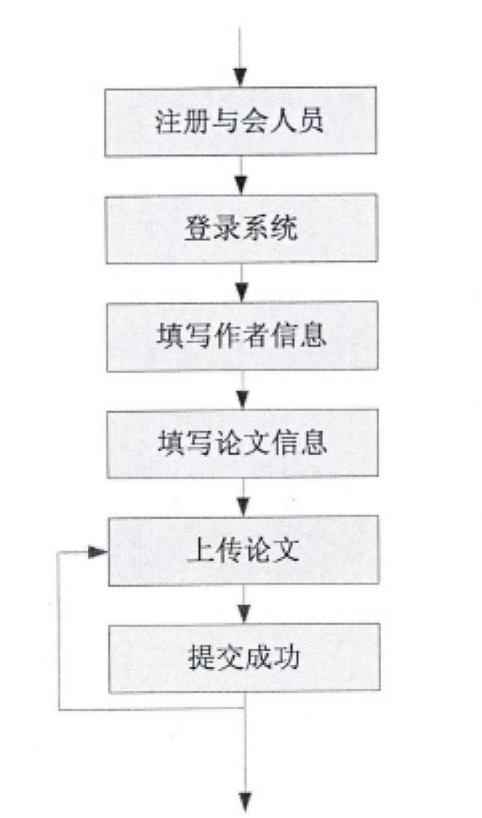 注册与会人员
登录系统
填写作者信息
填写论文信息
上传论文
提交成功